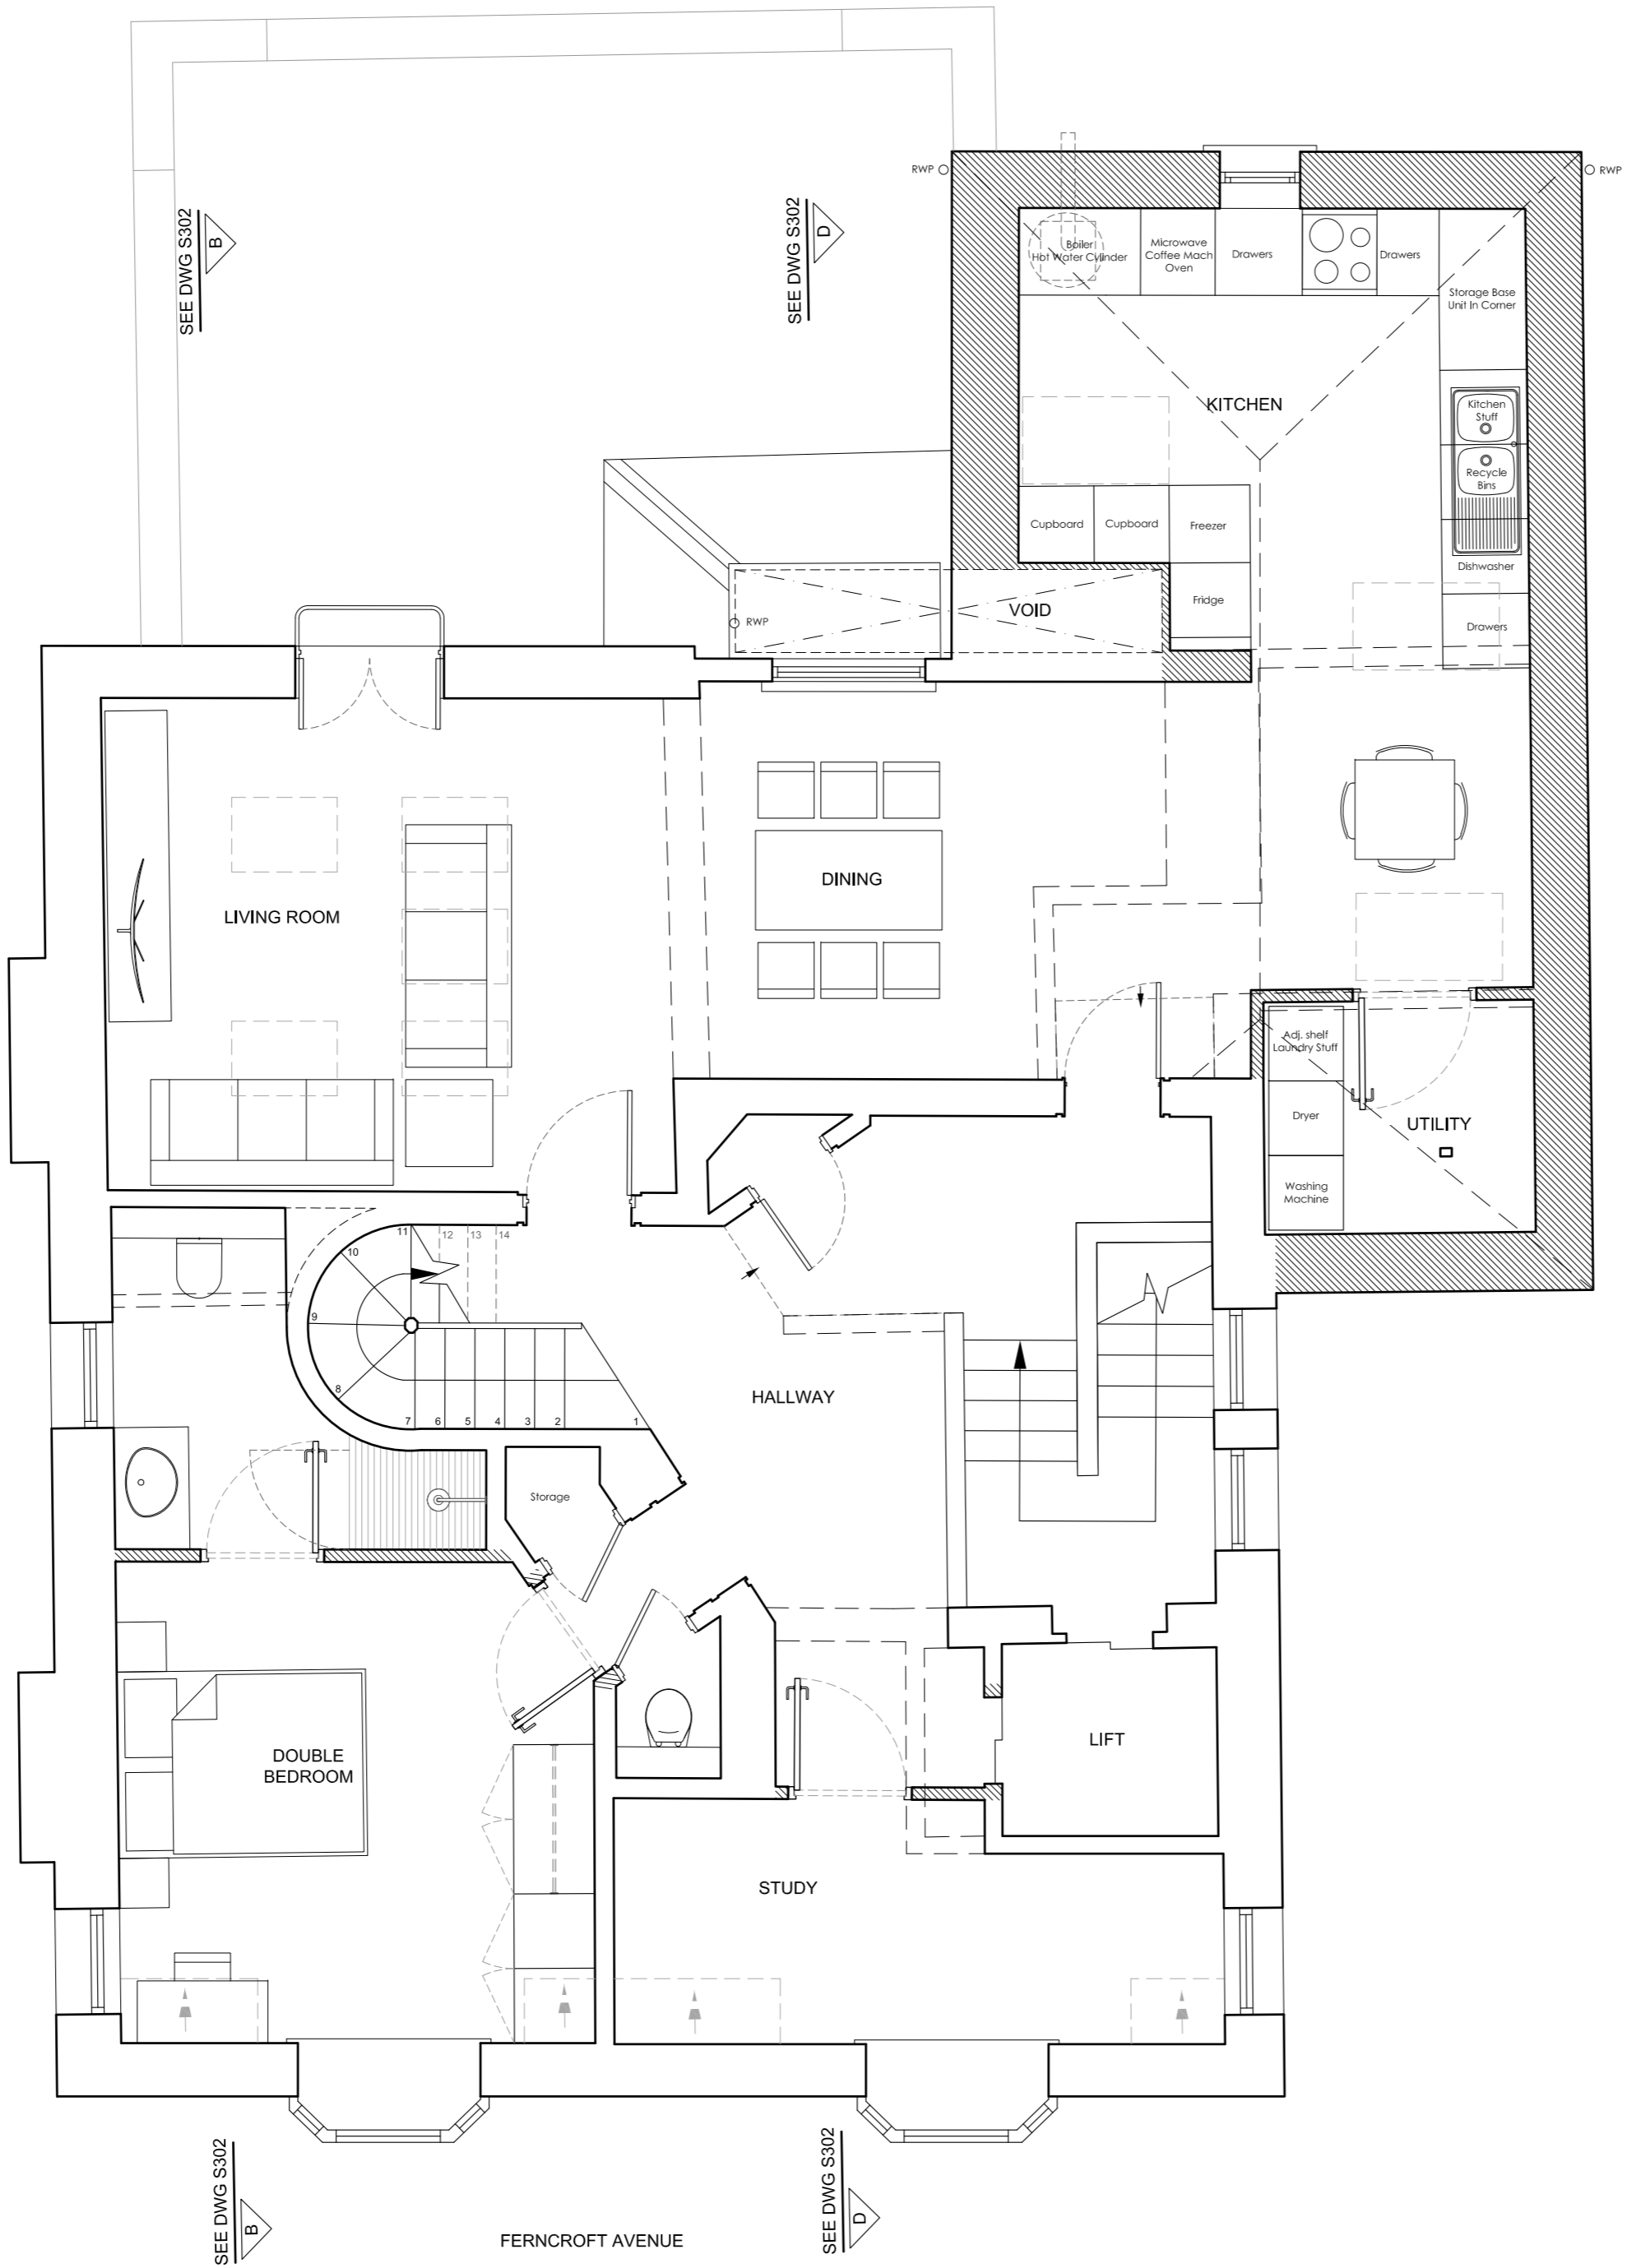 RWP
RWP
SEE DWG S302
B
SEE DWG S302
D
Boiler
Hot Water Cylinder
Microwave
Coffee Mach
Oven
Drawers
Drawers
Storage Base
Unit In Corner
KITCHEN
Kitchen
Stuff
Recycle
Bins
Cupboard
Cupboard
Freezer
Dishwasher
Fridge
VOID
RWP
Drawers
LIVING ROOM
DINING
Adj. shelf
Laundry Stuff
Dryer
UTILITY
Washing
Machine
11
12
13
14
10
9
8
7
6
5
4
3
2
1
HALLWAY
Storage
DOUBLE
BEDROOM
LIFT
STUDY
SEE DWG S302
B
FERNCROFT AVENUE
SEE DWG S302
D